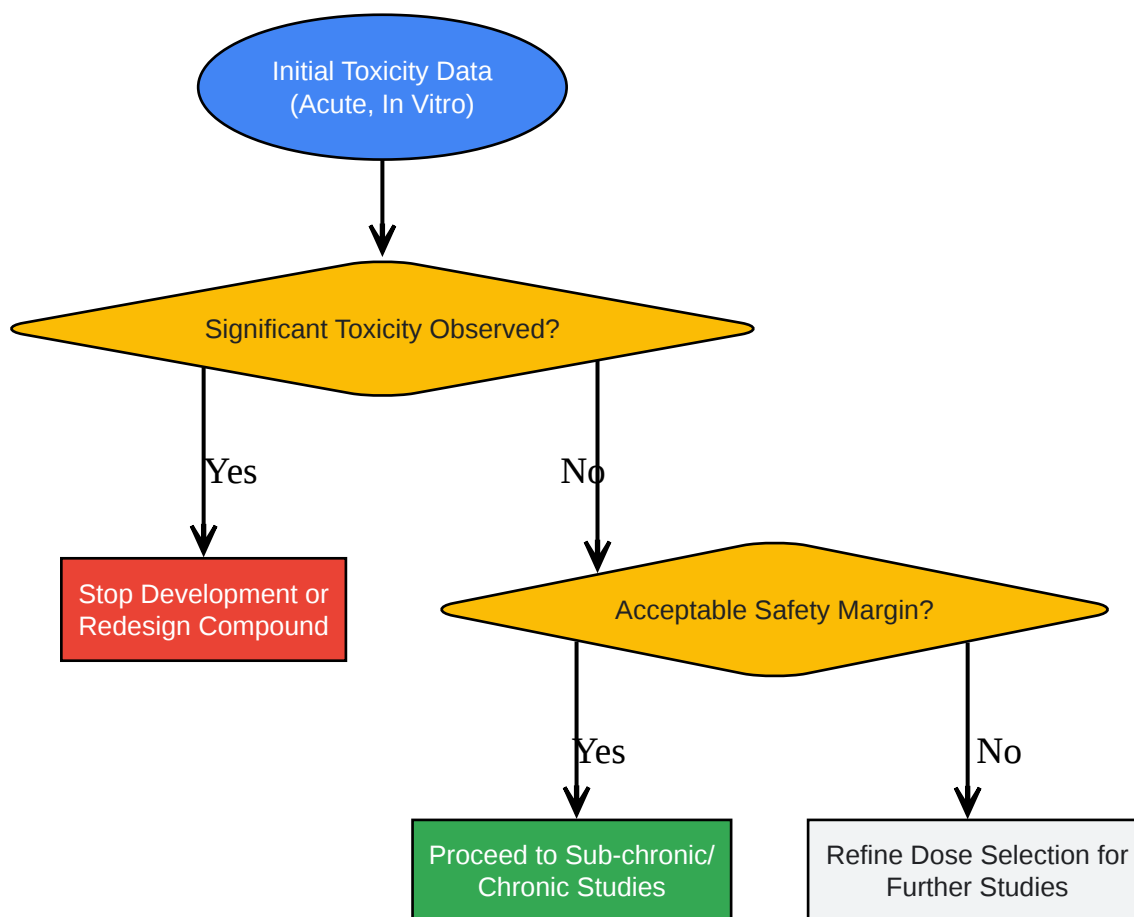 Initial Toxicity Data
(Acute, In Vitro)
Significant Toxicity Observed?
Yes
No
Stop Development or
Redesign Compound
Acceptable Safety Margin?
Yes
No
Proceed to Sub-chronic/
Chronic Studies
Refine Dose Selection for
Further Studies